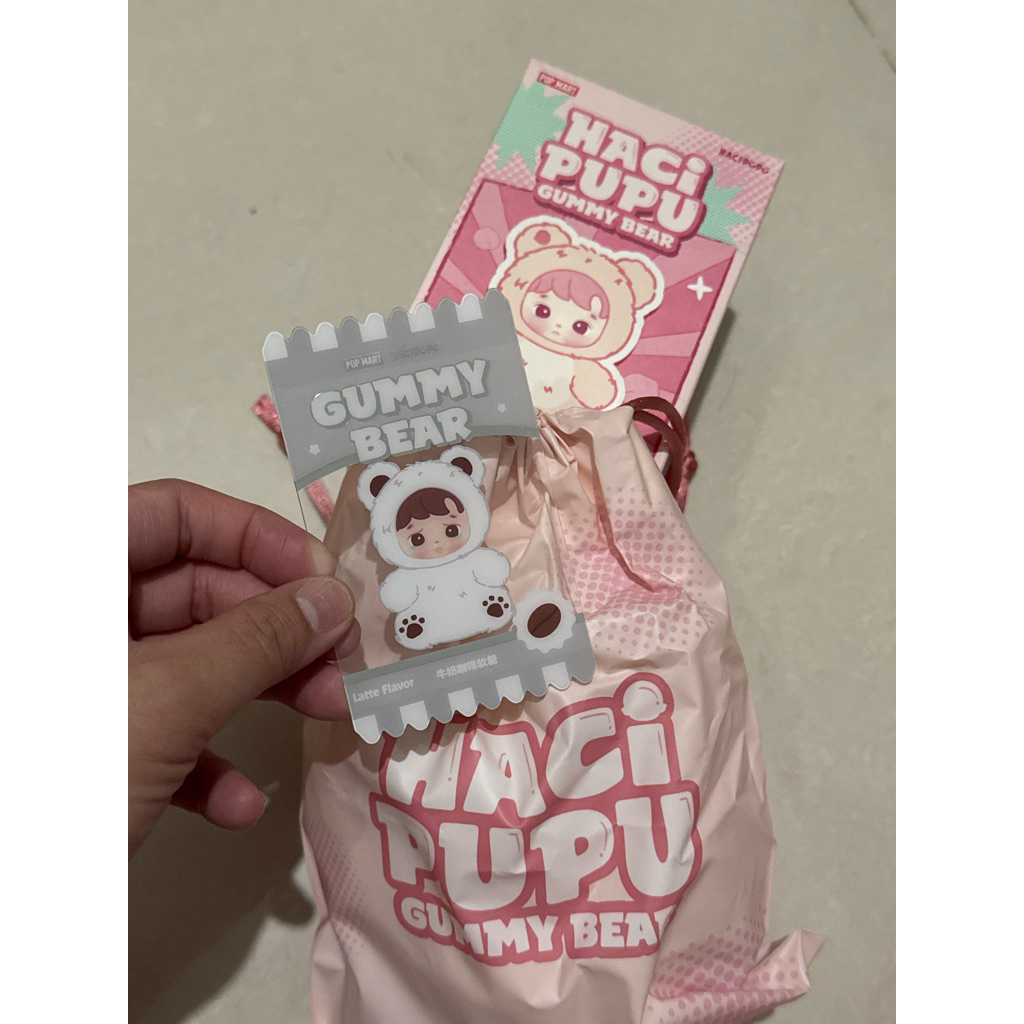 POP MART
HACIPUPU
HACI
PUPU
GUMMY BEAR
POP MART
HACIPUPU
GUMMY
BEAR
Latte Flavor
牛奶咖啡软糖
HACI
PUPU
GUMMY BEAR